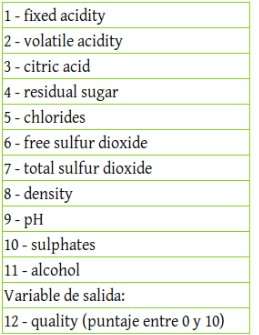 1 - fixed acidity
2 - volatile acidity
3 - citric acid
4 - residual sugar
5 - chlorides
6 - free sulfur dioxide
7 - total sulfur dioxide
8 - density
9 - pH
10 - sulphates
11 - alcohol
Variable de salida:
12 - quality (puntaje entre 0 y 10)